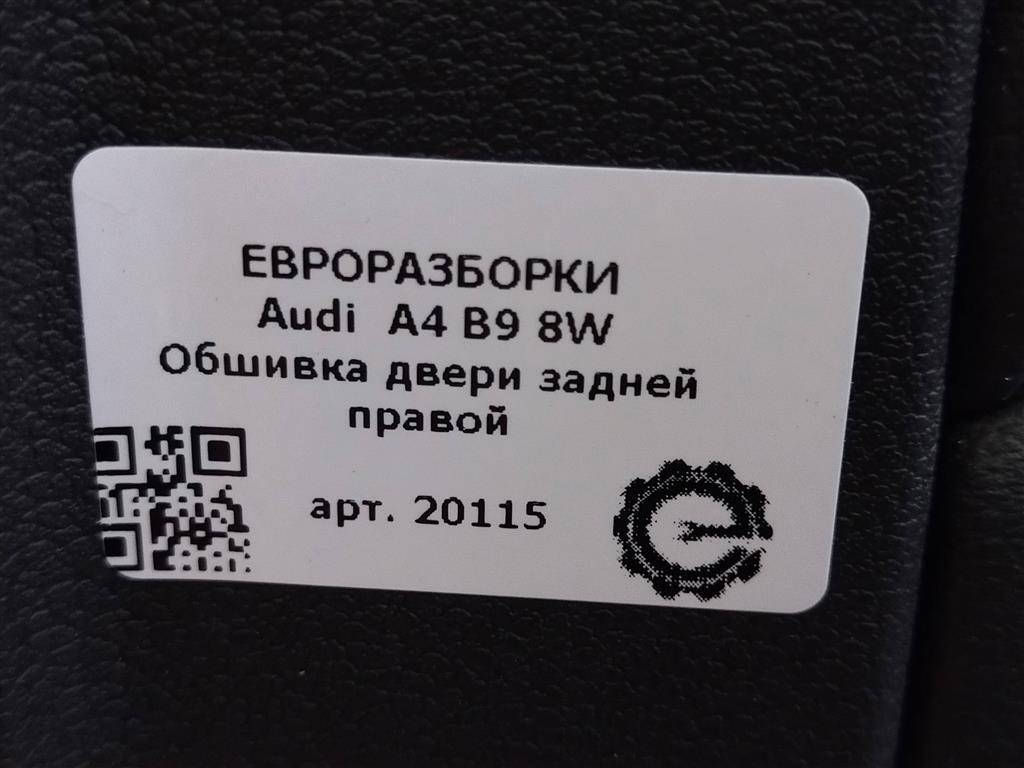 ЕВРОРАЗБОРКИ
Audi A4 B9 8W
Обшивка двери задней
правой
арт. 20115